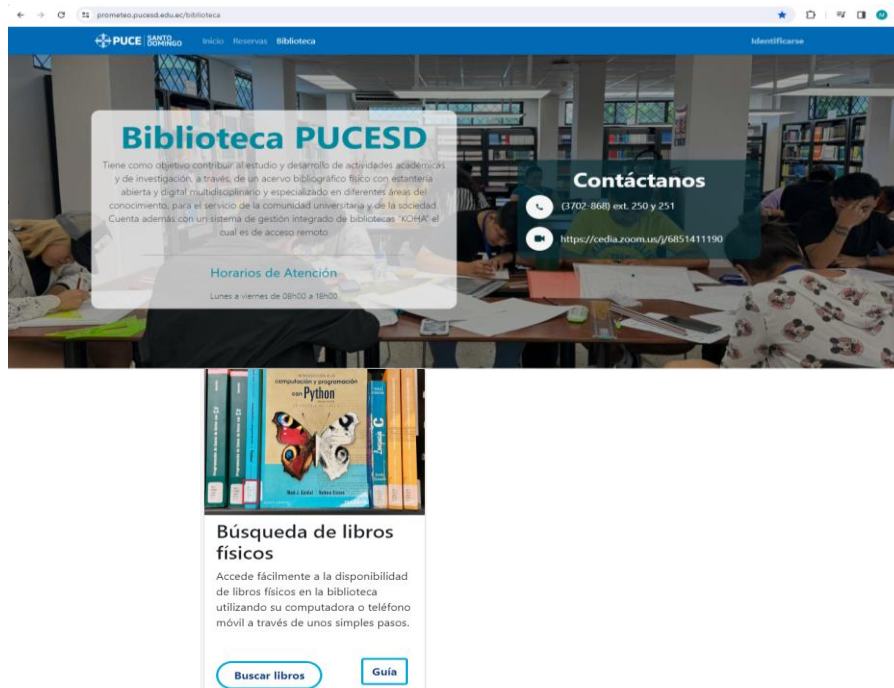 prometeo.pucesd.edu.ec/biblioteca
PUCE SANTO DOMINGO
Inicio Reservas Biblioteca
Identificarse
Biblioteca PUCESD
Tiene como objetivo contribuir al estudio y desarrollo de actividades académicas
y de investigación, a través, de un acervo bibliográfico físico con estantería
abierta y digital multidisciplinario y especializado en diferentes áreas del
conocimiento, para el servicio de la comunidad universitaria y de la sociedad.
Cuenta además con un sistema de gestión integrado de bibliotecas "KOHA" el
cual es de acceso remoto
Horarios de Atención
Lunes a viernes de 08h00 a 18h00
Contáctanos
(3702-868) ext. 250 y 251
https://cedia.zoom.us/j/6851411190
computación y programación
con Python
Lenguaje C
Búsqueda de libros
físicos
Accede fácilmente a la disponibilidad
de libros físicos en la biblioteca
utilizando su computadora o teléfono
móvil a través de unos simples pasos.
Buscar libros
Guía